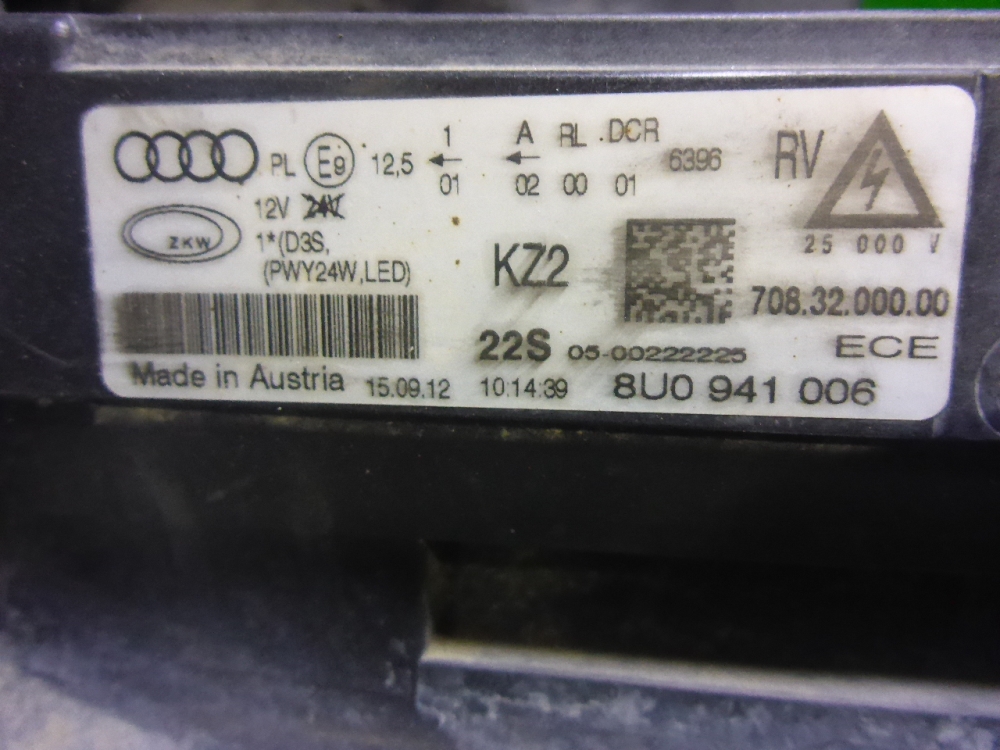 1 A RL .DCR
PL E9 12,5 6396 RV
01 02 00 01
12V 24V
ZKW 1*(D3S, 25 000 V
(PWY24W,LED) KZ2
708.32.000.00
22S 05-00222225 ECE
Made in Austria 15.09.12 10:14:39 8U0 941 006